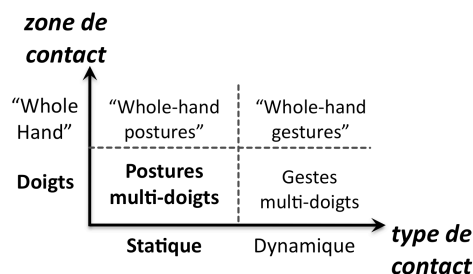 zone de
contact
“Whole
Hand”
“Whole-hand
postures”
“Whole-hand
gestures”
Doigts
Postures
multi-doigts
Gestes
multi-doigts
Statique
Dynamique
type de
contact